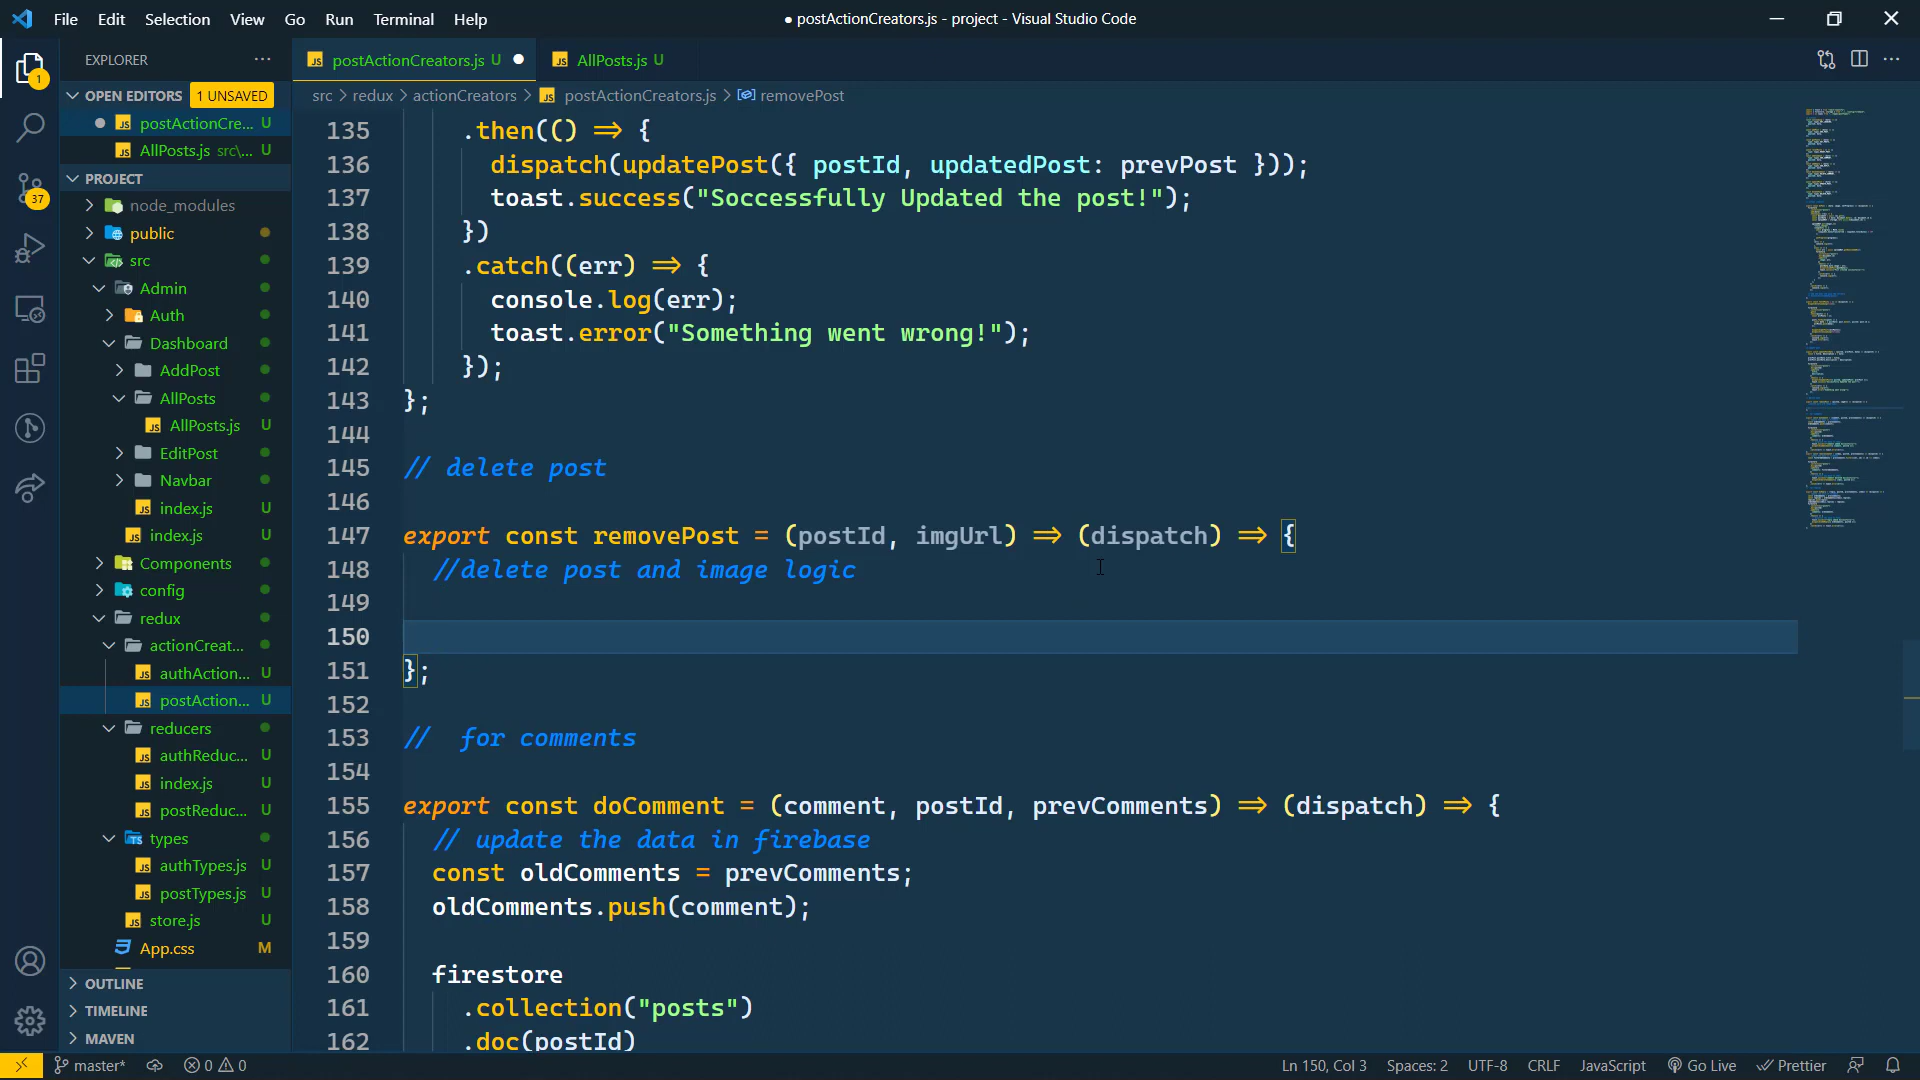 File Edit Selection View Go Run Terminal Help
● postActionCreators.js - project - Visual Studio Code
EXPLORER
postActionCreators.js U
AllPosts.js U
OPEN EDITORS 1 UNSAVED
postActionCre... U
AllPosts.js src\... U
PROJECT
node_modules
public
src
Admin
Auth
Dashboard
AddPost
AllPosts
AllPosts.js U
EditPost
Navbar
index.js U
index.js U
Components
config
redux
actionCreat...
authAction... U
postAction... U
reducers
authReduc... U
index.js U
postReduc... U
types
authTypes.js U
postTypes.js U
store.js U
App.css M
OUTLINE
TIMELINE
MAVEN
1
37
src > redux > actionCreators > postActionCreators.js > removePost
135 .then(() => {
136 dispatch(updatePost({ postId, updatedPost: prevPost }));
137 toast.success("Soccessfully Updated the post!");
138 })
139 .catch((err) => {
140 console.log(err);
141 toast.error("Something went wrong!");
142 });
143 };
144
145 // delete post
146
147 export const removePost = (postId, imgUrl) => (dispatch) => {
148 //delete post and image logic
149
150
151 };
152
153 //  for comments
154
155 export const doComment = (comment, postId, prevComments) => (dispatch) => {
156 // update the data in firebase
157 const oldComments = prevComments;
158 oldComments.push(comment);
159
160 firestore
161 .collection("posts")
162 .doc(postId)
master* 0 0 Ln 150, Col 3 Spaces: 2 UTF-8 CRLF JavaScript Go Live Prettier